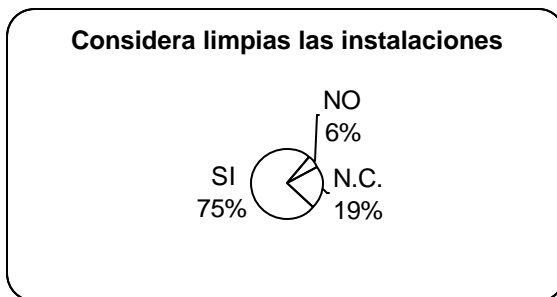 Considera limpias las instalaciones
NO
6%
SI
75%
N.C.
19%